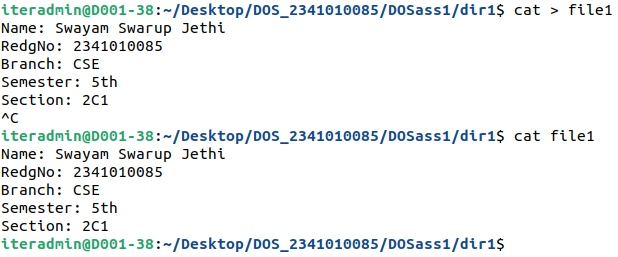 iteradmin@D001-38:~/Desktop/DOS_2341010085/DOSass1/dir1$ cat > file1
Name: Swayam Swarup Jethi
RedgNo: 2341010085
Branch: CSE
Semester: 5th
Section: 2C1
^C
iteradmin@D001-38:~/Desktop/DOS_2341010085/DOSass1/dir1$ cat file1
Name: Swayam Swarup Jethi
RedgNo: 2341010085
Branch: CSE
Semester: 5th
Section: 2C1
iteradmin@D001-38:~/Desktop/DOS_2341010085/DOSass1/dir1$